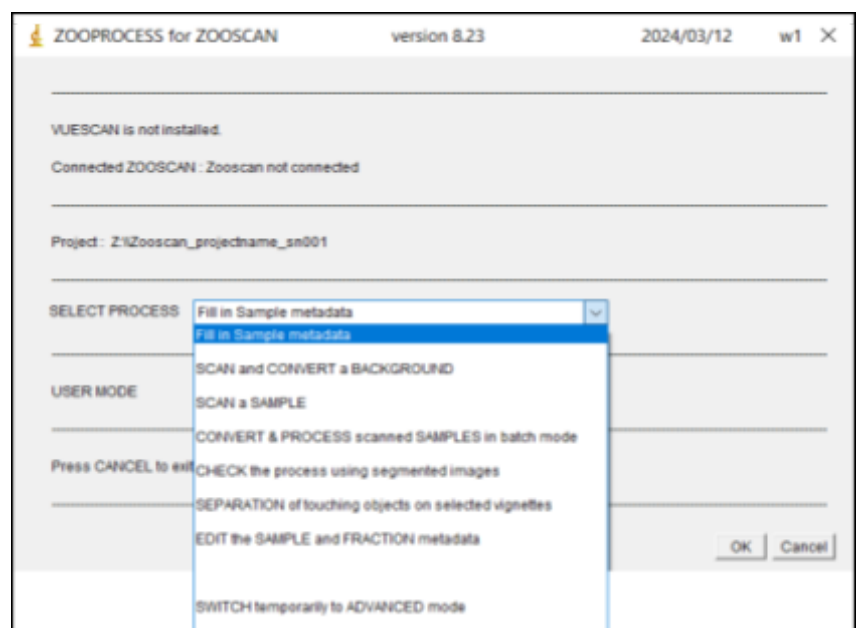 ZOOPROCESS for ZOOSCAN version 8.23 2024/03/12 w1
VUESCAN is not installed.
Connected ZOOSCAN : Zooscan not connected
Project : Z:\Zooscan_projectname_sn001
SELECT PROCESS Fill in Sample metadata
Fill in Sample metadata
SCAN and CONVERT a BACKGROUND
USER MODE
SCAN a SAMPLE
CONVERT & PROCESS scanned SAMPLES in batch mode
Press CANCEL to exit
CHECK the process using segmented images
SEPARATION of touching objects on selected vignettes
EDIT the SAMPLE and FRACTION metadata
OK Cancel
SWITCH temporarily to ADVANCED mode